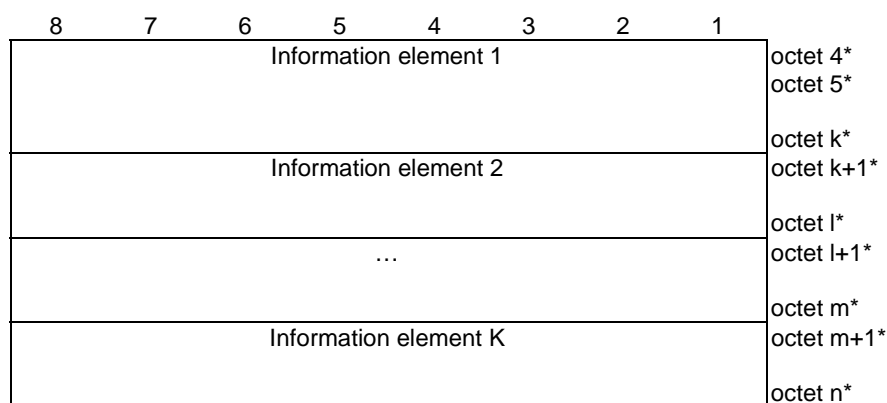 8 7 6 5 4 3 2 1
Information element 1 octet 4*
octet 5*
octet k*
Information element 2 octet k+1*
octet l*
… octet l+1*
octet m*
Information element K octet m+1*
octet n*